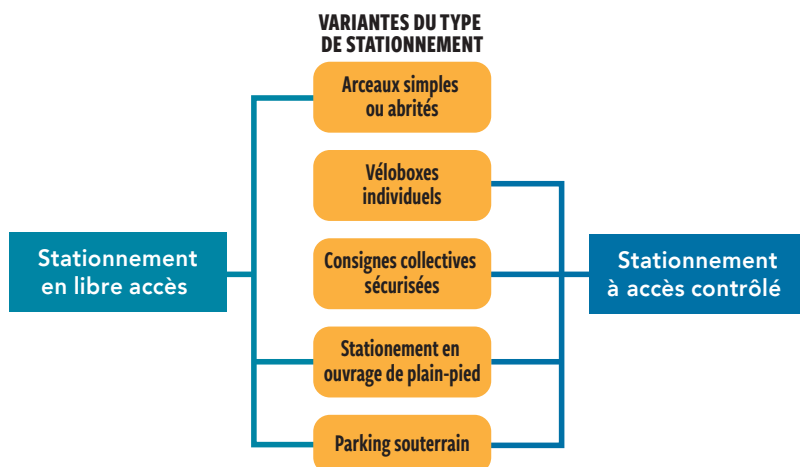 VARIANTES DU TYPE
DE STATIONNEMENT
Arceaux simples
ou abrités
Véloboxes
individuels
Stationnement
en libre accès
Consignes collectives
sécurisées
Stationnement
à accès contrôlé
Stationement en
ouvrage de plain-pied
Parking souterrain